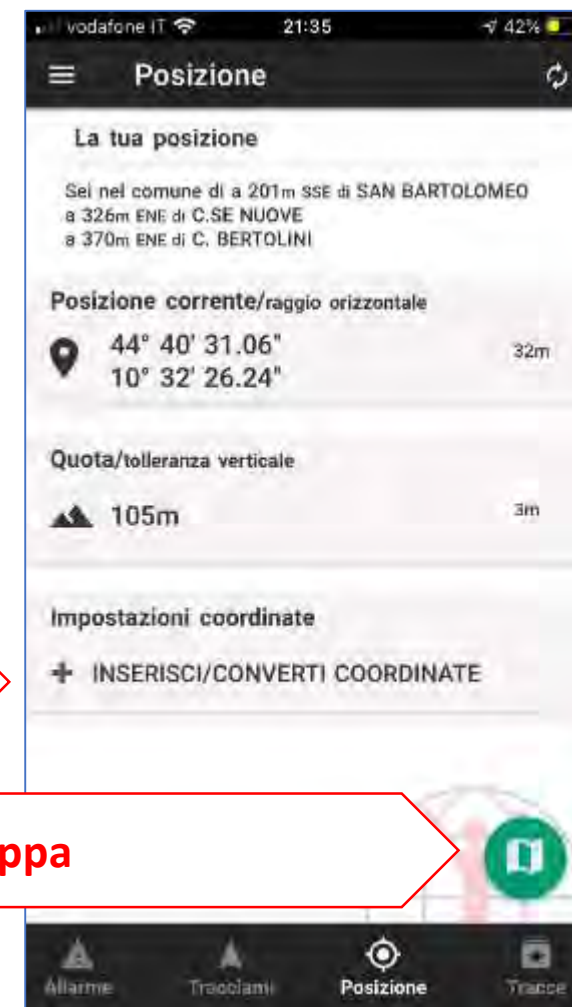 vodafone IT 21:35 42%
Posizione
La tua posizione
Sei nel comune di a 201m SSE di SAN BARTOLOMEO
a 326m ENE di C.SE NUOVE
a 370m ENE di C. BERTOLINI
Posizione corrente/raggio orizzontale
44° 40' 31.06" 32m
10° 32' 26.24"
Quota/tolleranza verticale
105m 3m
Impostazioni coordinate
+ INSERISCI/CONVERTI COORDINATE
ppa
Allarme Tracciami Posizione Tracce